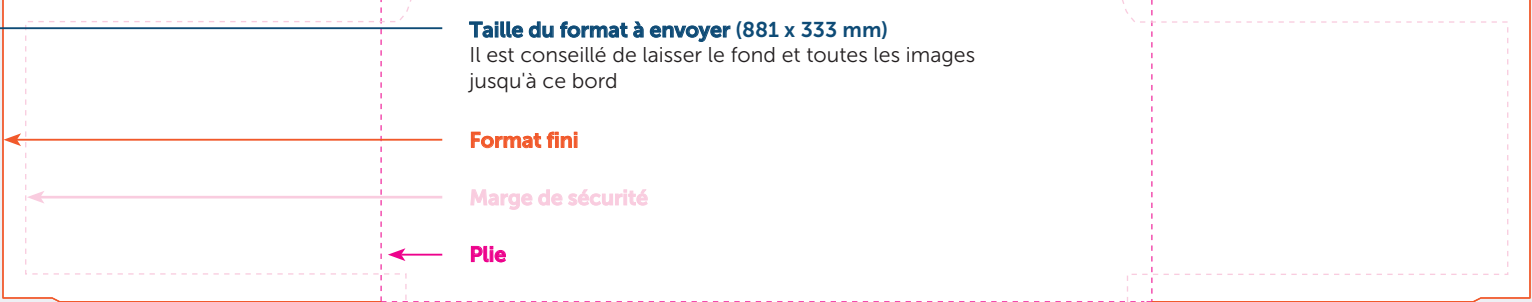 Taille du format à envoyer (881 x 333 mm)
Il est conseillé de laisser le fond et toutes les images
jusqu'à ce bord
Format fini
Marge de sécurité
Plie